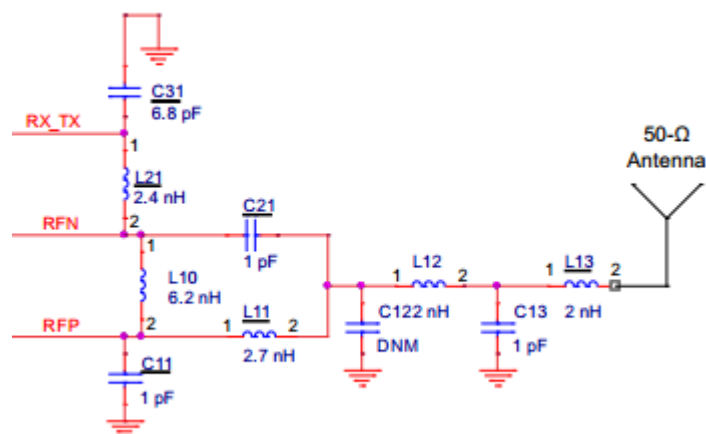 C31
6.8 pF
RX_TX
1
50-Ω
Antenna
L21
2.4 nH
C21
RFN
2
1
1 pF
L12
L13
L10
6.2 nH
1
2
1
2
L11
C122 nH
C13
2 nH
RFP
2
1
2
DNM
1 pF
2.7 nH
C11
1 pF